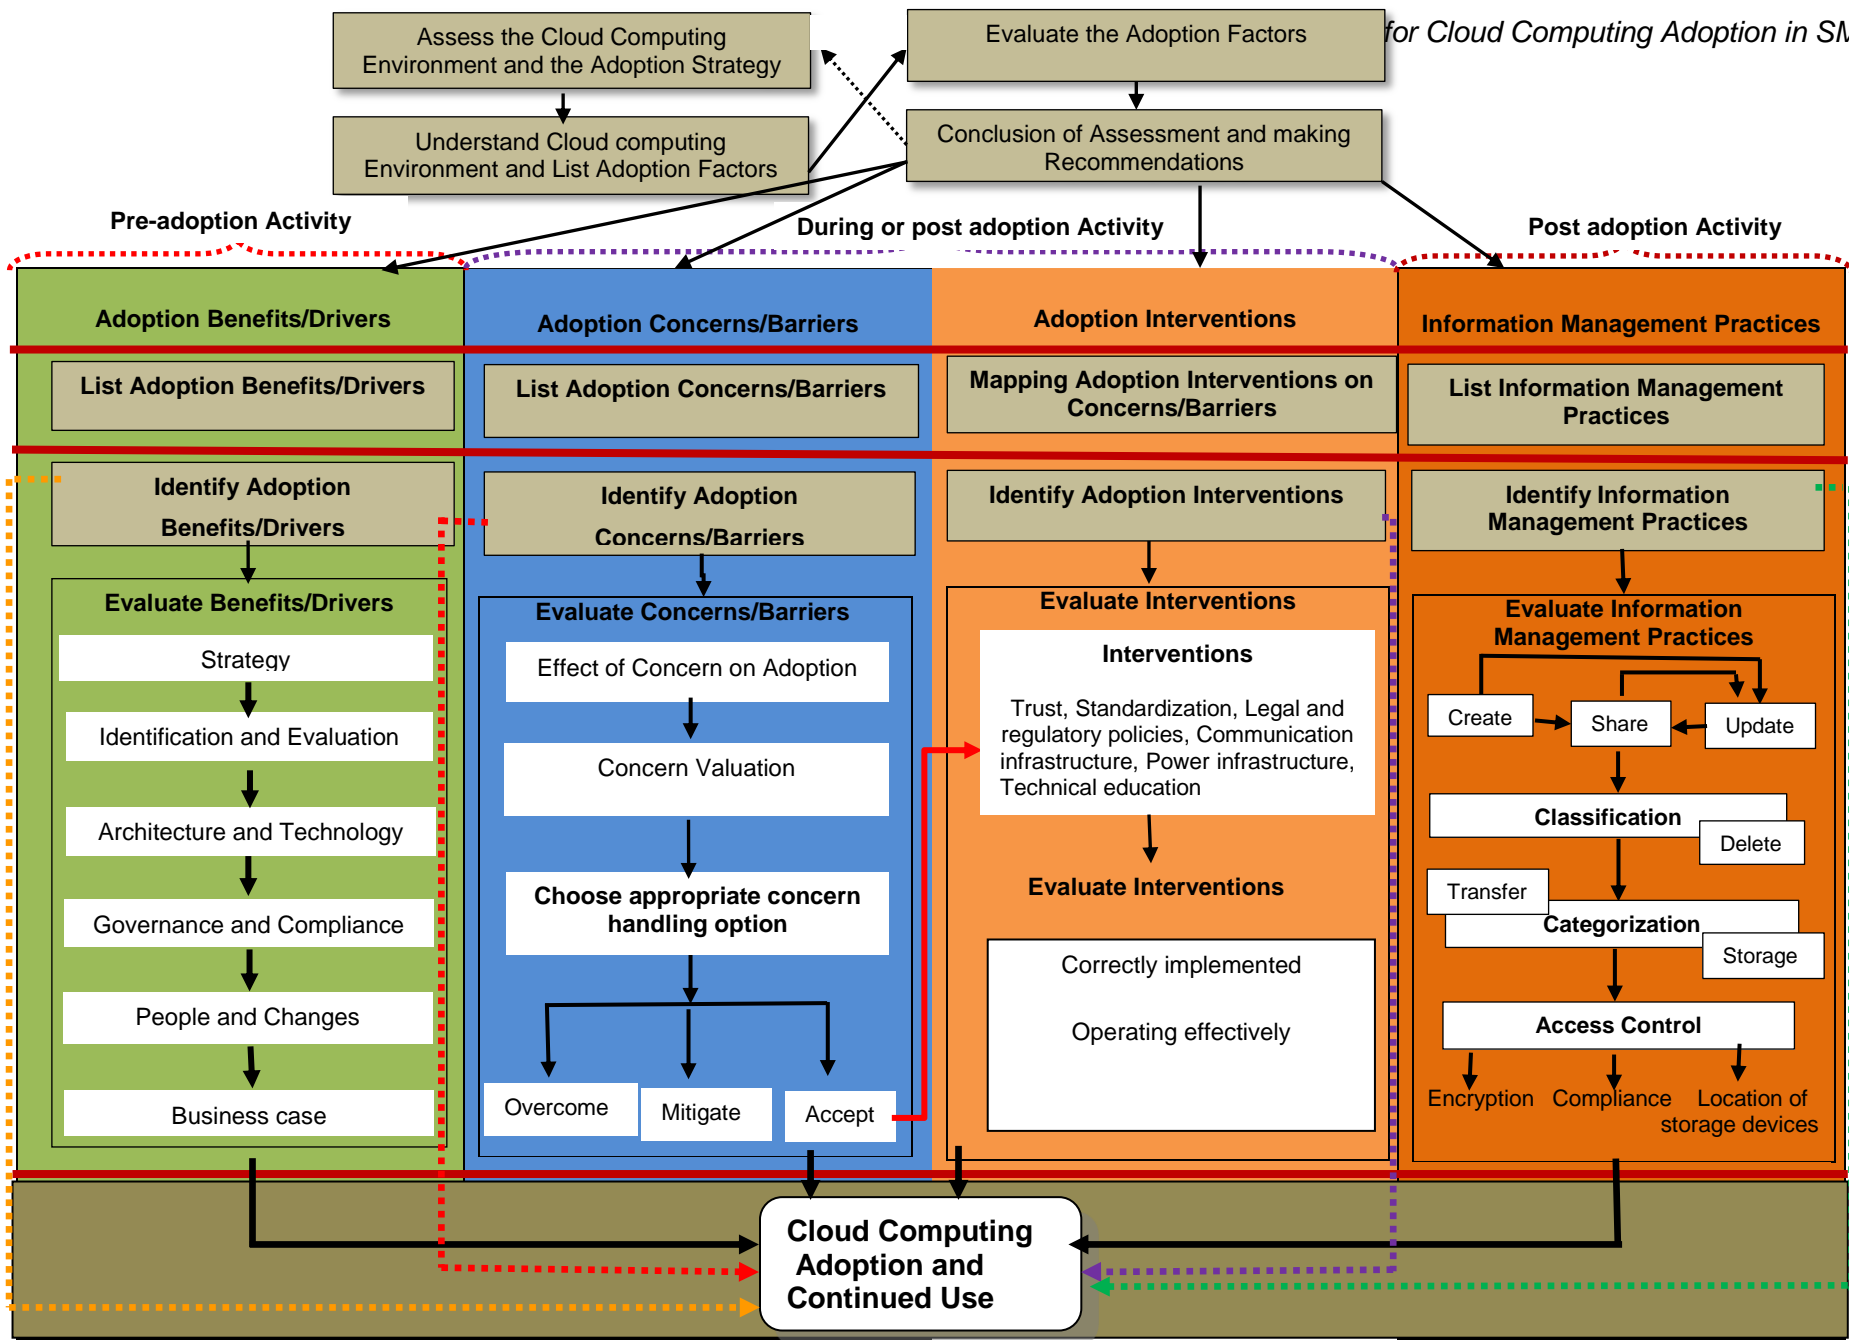 for Cloud Computing Adoption in SM
Assess the Cloud Computing
Environment and the Adoption Strategy
Evaluate the Adoption Factors
Understand Cloud computing
Environment and List Adoption Factors
Conclusion of Assessment and making
Recommendations
Pre-adoption Activity
During or post adoption Activity
Post adoption Activity
Adoption Benefits/Drivers
Adoption Concerns/Barriers
Adoption Interventions
Information Management Practices
List Adoption Benefits/Drivers
List Adoption Concerns/Barriers
Mapping Adoption Interventions on
Concerns/Barriers
List Information Management
Practices
Identify Adoption
Benefits/Drivers
Identify Adoption
Concerns/Barriers
Identify Adoption Interventions
Identify Information
Management Practices
Evaluate Benefits/Drivers
Strategy
Identification and Evaluation
Architecture and Technology
Governance and Compliance
People and Changes
Business case
Evaluate Concerns/Barriers
Effect of Concern on Adoption
Concern Valuation
Choose appropriate concern
handling option
Overcome
Mitigate
Accept
Evaluate Interventions
Interventions
Trust, Standardization, Legal and
regulatory policies, Communication
infrastructure, Power infrastructure,
Technical education
Evaluate Interventions
Correctly implemented
Operating effectively
Evaluate Information
Management Practices
Create
Share
Update
Classification
Delete
Transfer
Categorization
Storage
Access Control
Encryption
Compliance
Location of
storage devices
Cloud Computing
Adoption and
Continued Use